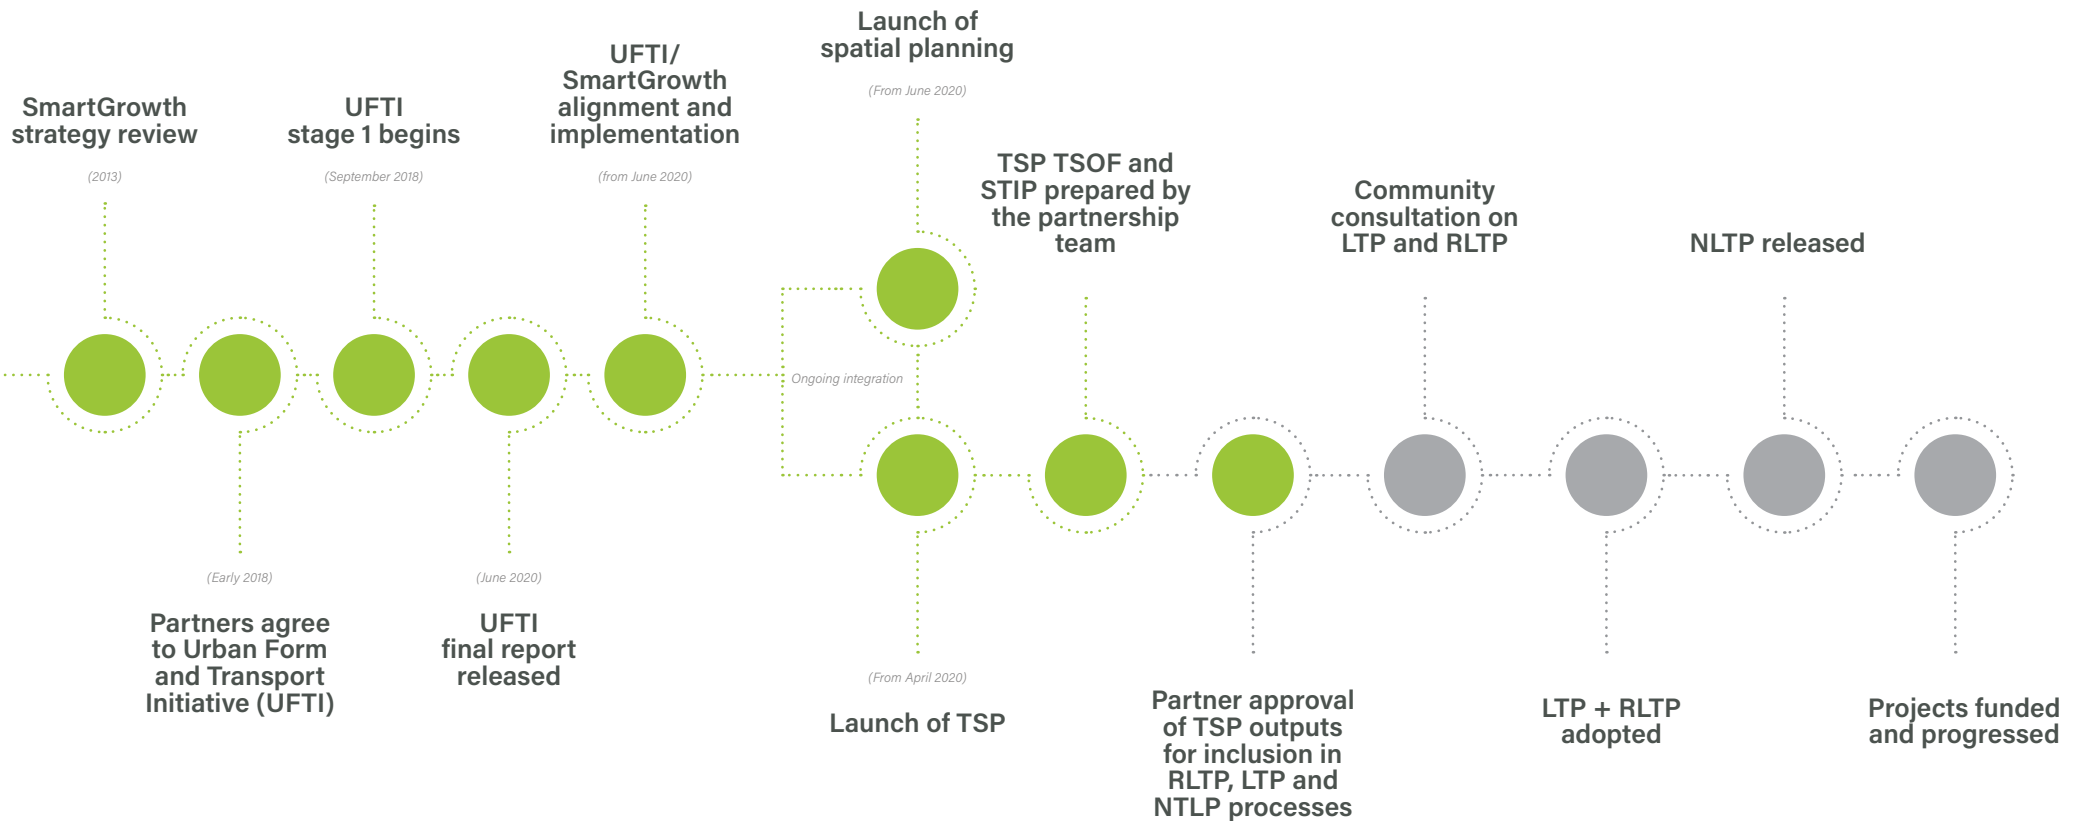 SmartGrowth
strategy review
(2013)
(Early 2018)
Partners agree
to Urban Form
and Transport
Initiative (UFTI)
UFTI
stage 1 begins
(September 2018)
(June 2020)
UFTI
final report
released
UFTI/
SmartGrowth
alignment and
implementation
(from June 2020)
Launch of
spatial planning
(From June 2020)
Ongoing integration
(From April 2020)
Launch of TSP
TSP TSOF and
STIP prepared by
the partnership
team
Partner approval
of TSP outputs
for inclusion in
RLTP, LTP and
NTLP processes
Community
consultation on
LTP and RLTP
LTP + RLTP
adopted
NLTP released
Projects funded
and progressed